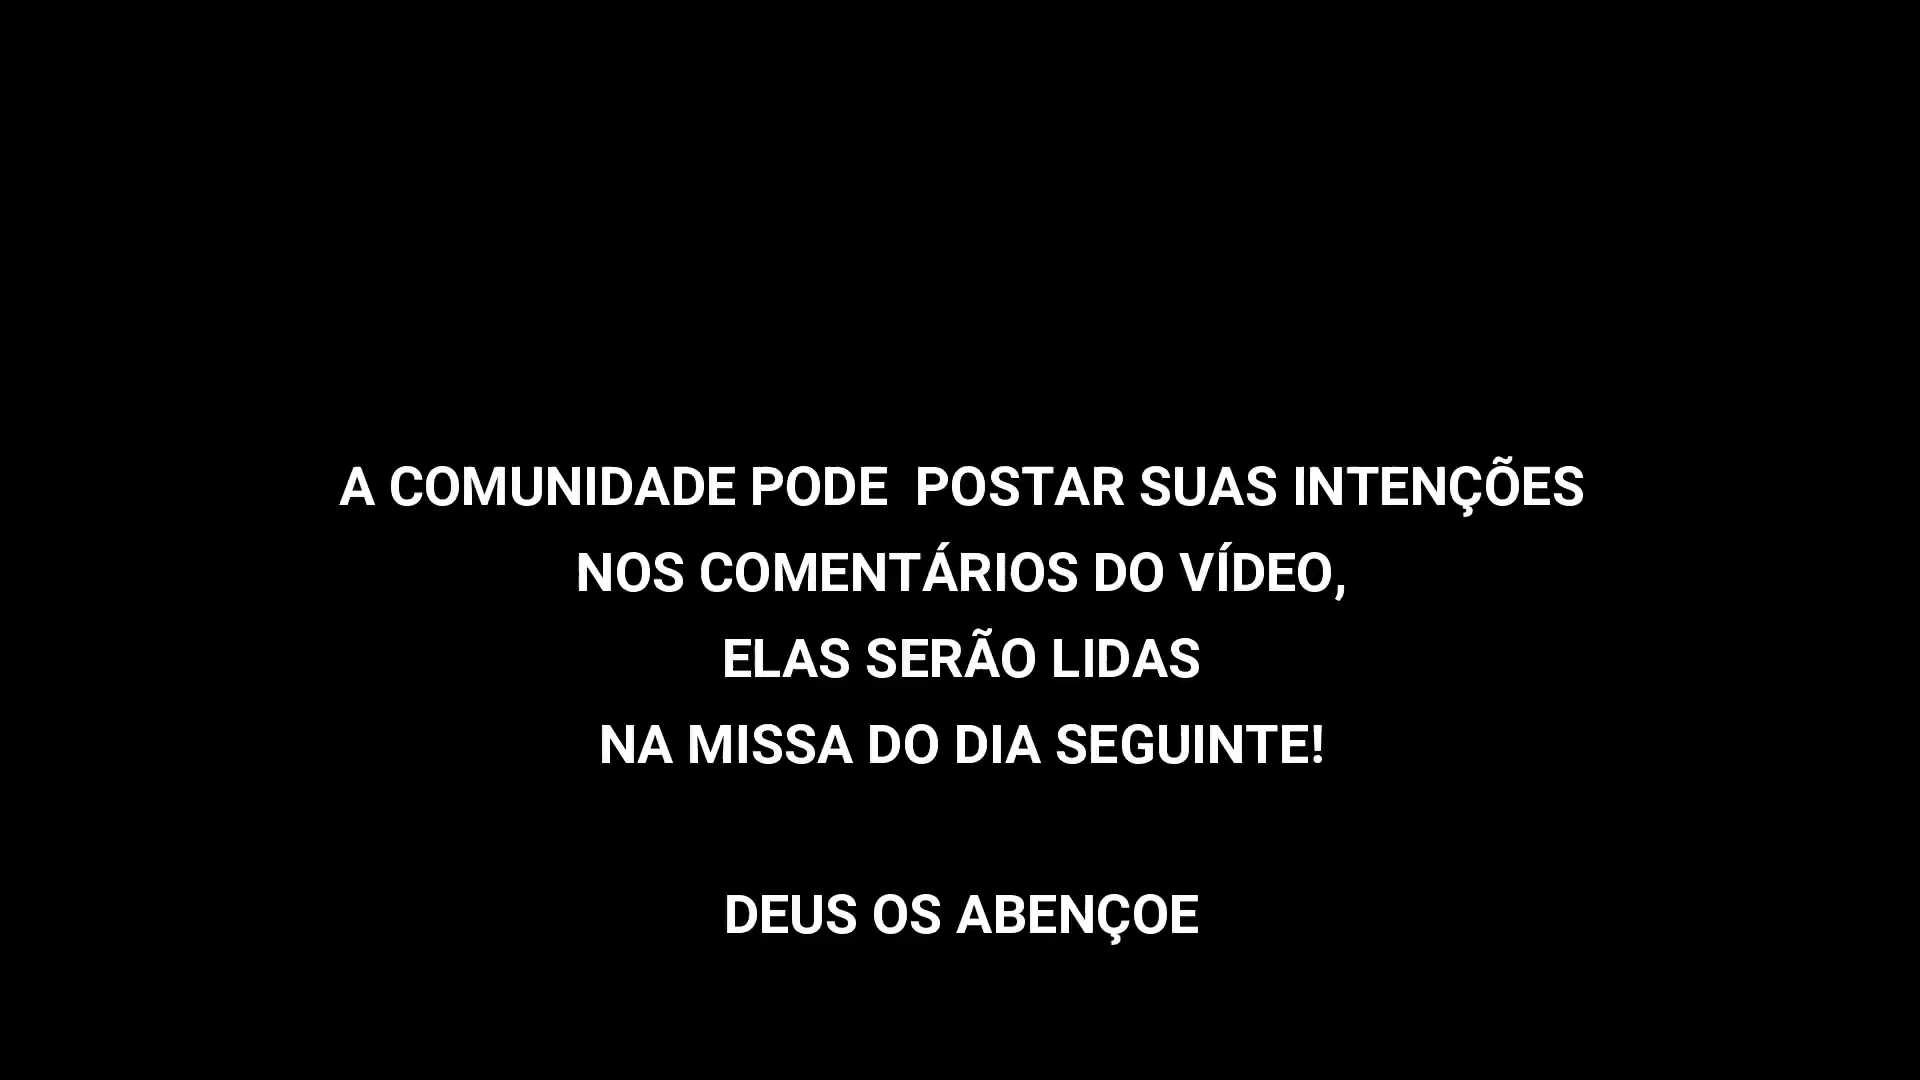 A COMUNIDADE PODE  POSTAR SUAS INTENÇÕES
NOS COMENTÁRIOS DO VÍDEO,
ELAS SERÃO LIDAS
NA MISSA DO DIA SEGUINTE!
DEUS OS ABENÇOE